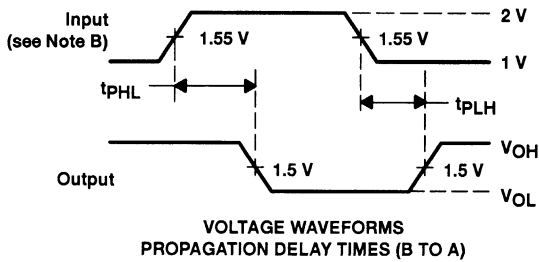 Input
(see Note B)
1.55 V
1.55 V
2 V
1 V
tPHL
tPLH
Output
1.5 V
1.5 V
VOH
VOL
VOLTAGE WAVEFORMS
PROPAGATION DELAY TIMES (B TO A)